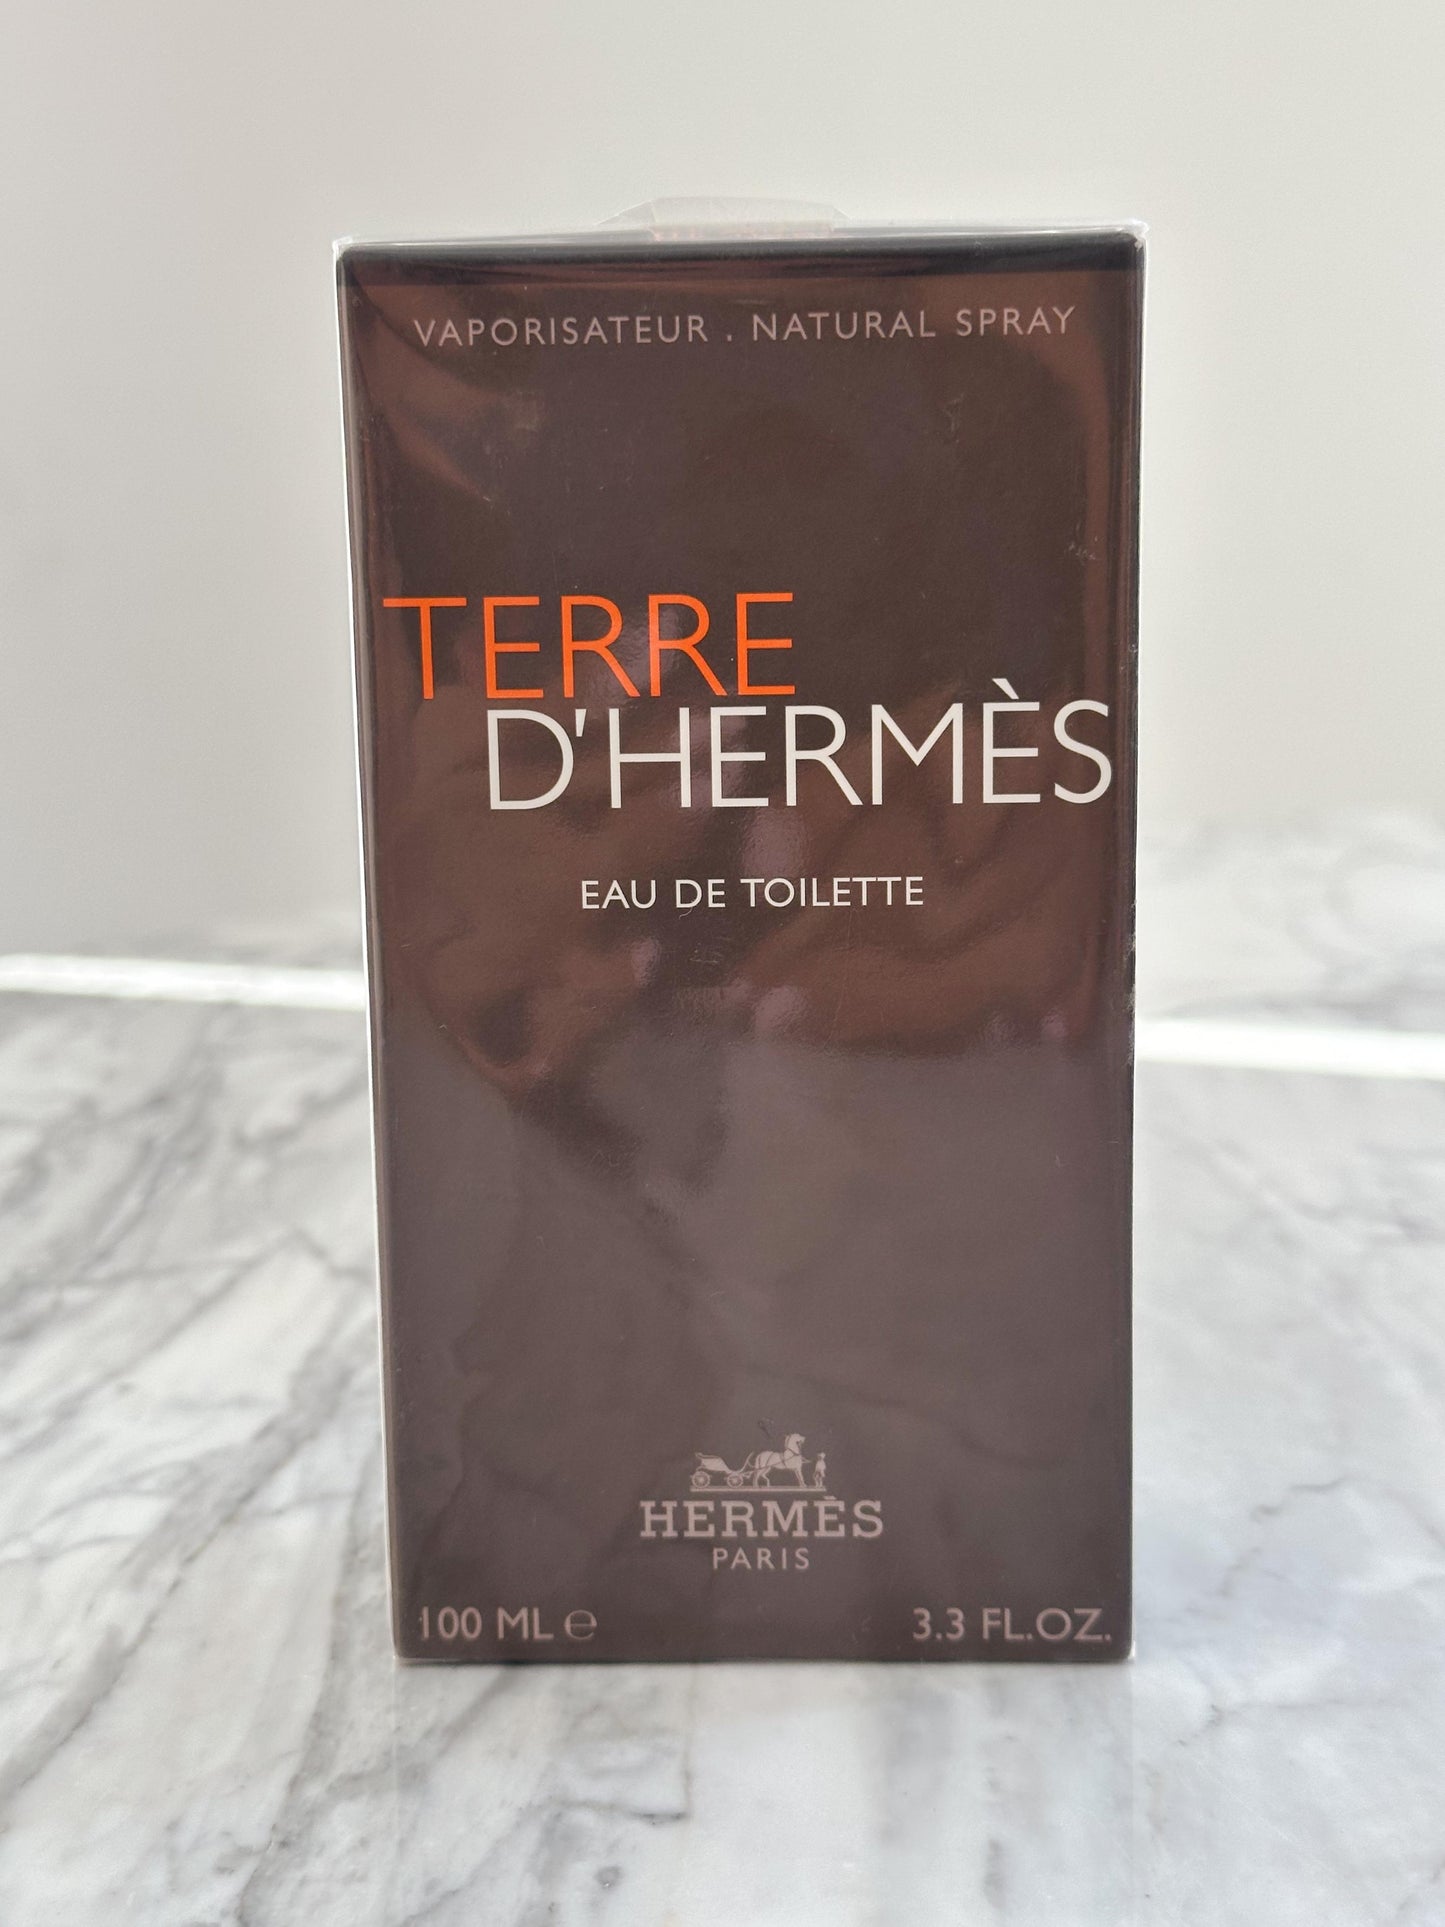 VAPORISATEUR . NATURAL SPRAY
TERRE
D'HERMÈS
EAU DE TOILETTE
HERMÈS
PARIS
100 ML ℮
3.3 FL.OZ.